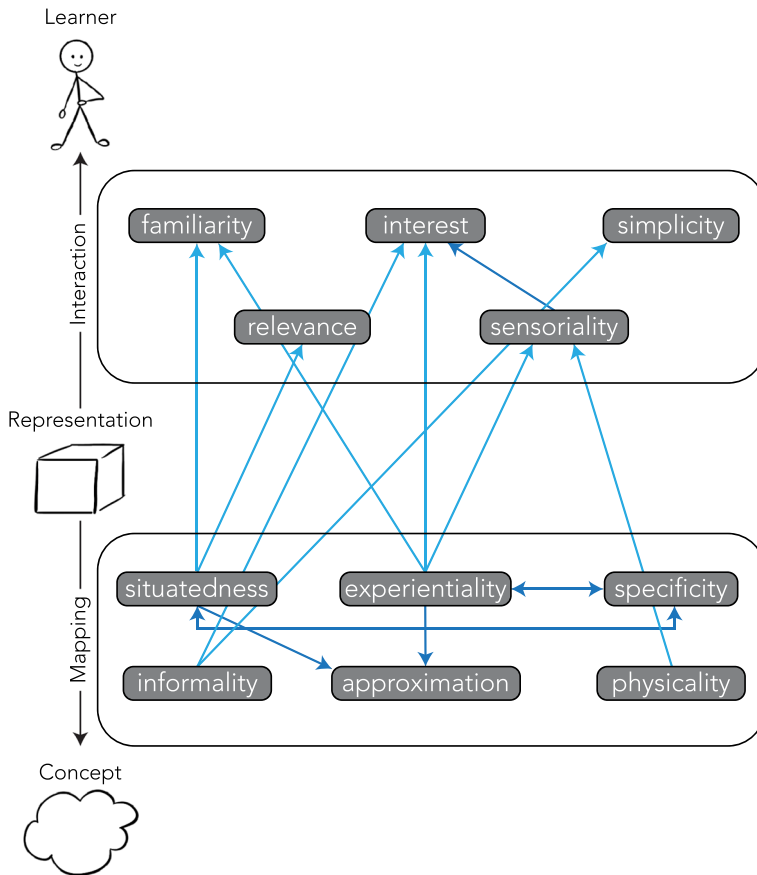 Learner
Interaction
familiarity
interest
simplicity
relevance
sensoriality
Representation
Mapping
situatedness
experientiality
specificity
informality
approximation
physicality
Concept